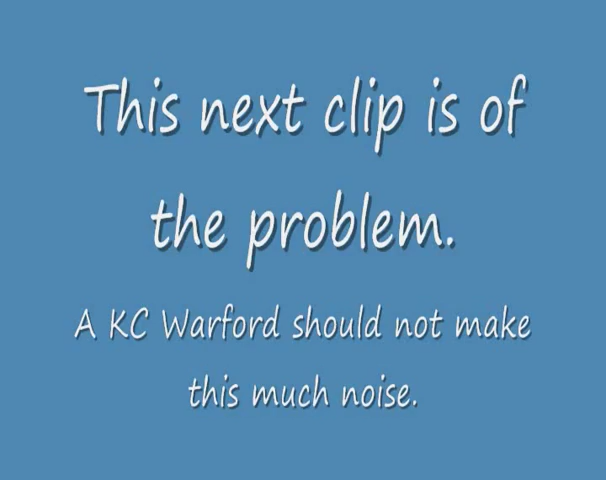 This next clip is of
the problem.
A KC Warford should not make
this much noise.